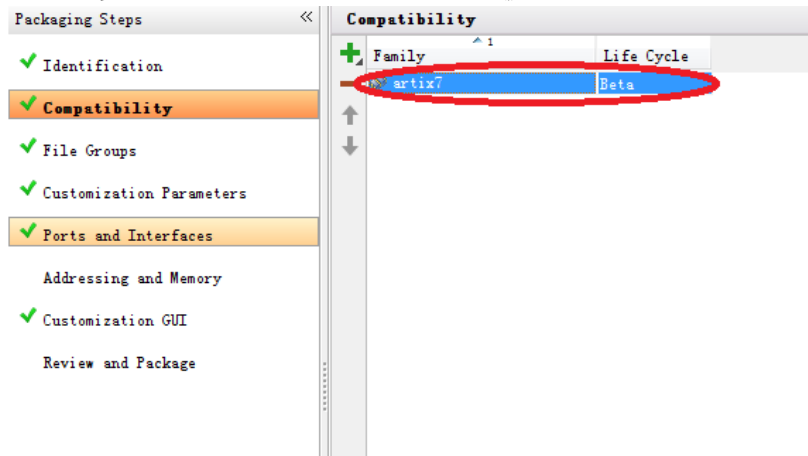 Packaging Steps
«
Identification
Compatibility
File Groups
Customization Parameters
Ports and Interfaces
Addressing and Memory
Customization GUI
Review and Package
Compatibility
Family
1
Life Cycle
artix7
Beta